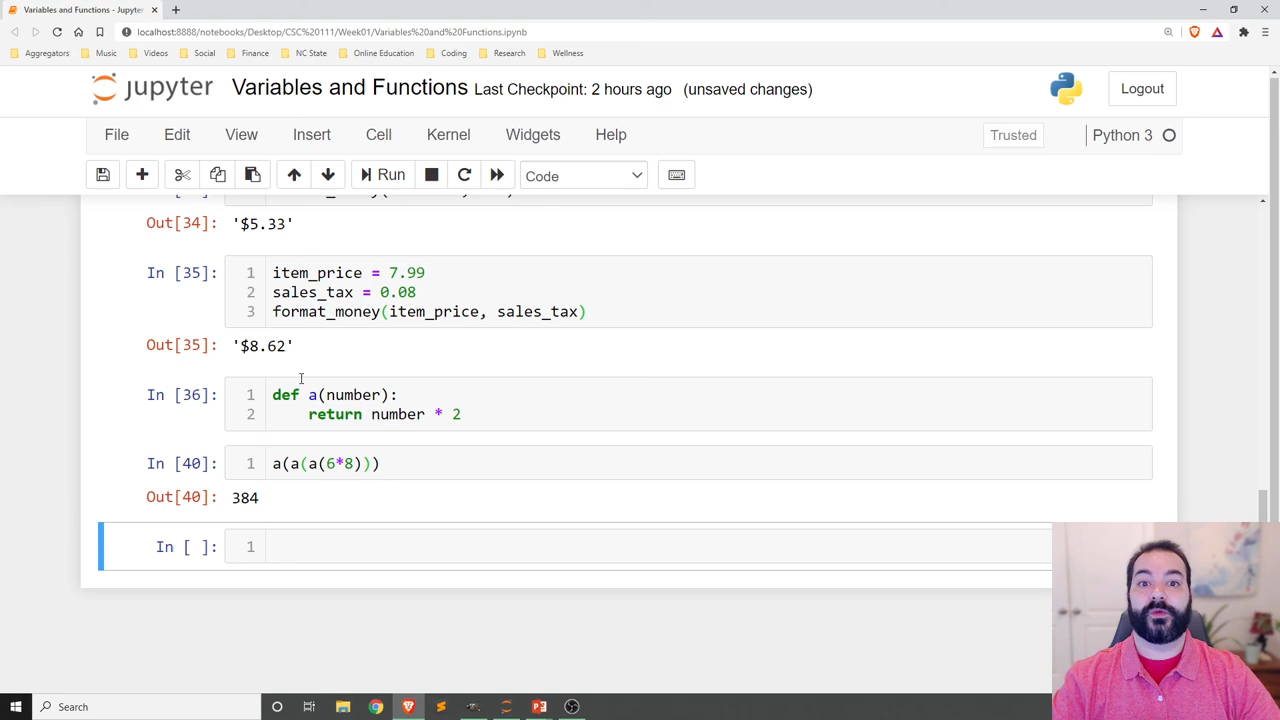 Variables and Functions - Jupyter
localhost:8888/notebooks/Desktop/CSC%20111/Week01/Variables%20and%20Functions.ipynb
Aggregators Music Videos Social Finance NC State Online Education Coding Research Wellness
jupyter Variables and Functions Last Checkpoint: 2 hours ago (unsaved changes) Logout
File Edit View Insert Cell Kernel Widgets Help Trusted Python 3
Run Code
Out[34]: '$5.33'
In [35]: 1 item_price = 7.99
2 sales_tax = 0.08
3 format_money(item_price, sales_tax)
Out[35]: '$8.62'
In [36]: 1 def a(number):
2 return number * 2
In [40]: 1 a(a(a(6*8)))
Out[40]: 384
In [ ]: 1
Search